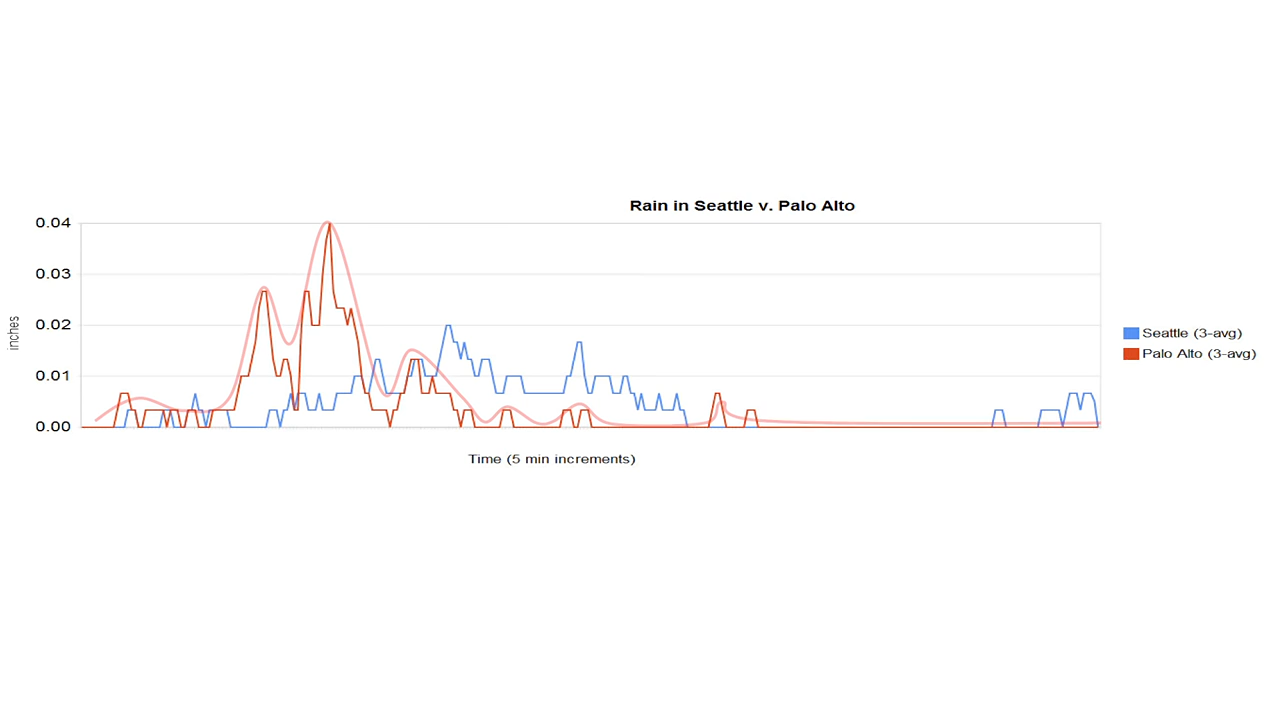 Rain in Seattle v. Palo Alto
0.04
0.03
0.02
0.01
0.00
inches
Time (5 min increments)
Seattle (3-avg)
Palo Alto (3-avg)